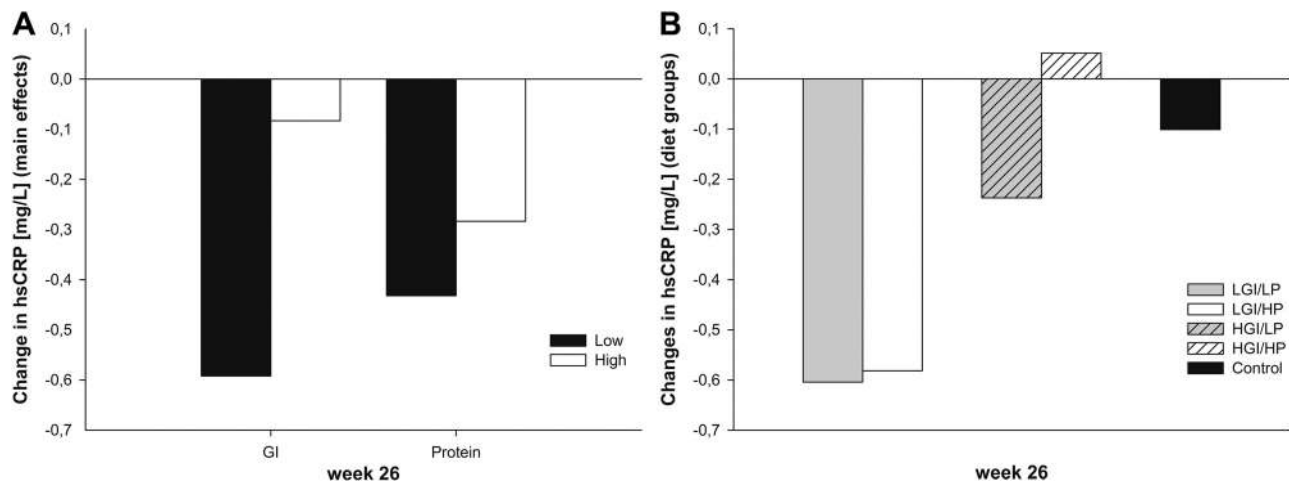 A
Change in hsCRP [mg/L] (main effects)
0,1
0,0
-0,1
-0,2
-0,3
-0,4
-0,5
-0,6
-0,7
Low
High
GI
Protein
week 26
B
Changes in hsCRP [mg/L] (diet groups)
0,1
0,0
-0,1
-0,2
-0,3
-0,4
-0,5
-0,6
-0,7
LGI/LP
LGI/HP
HGI/LP
HGI/HP
Control
week 26